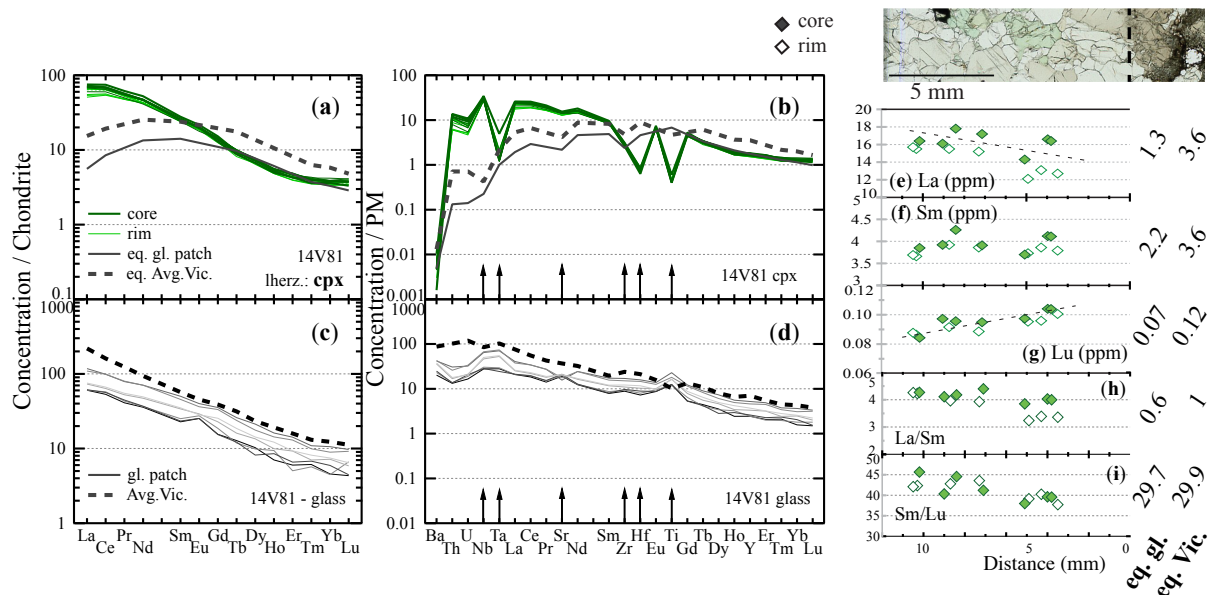 core
rim
5 mm
Concentration / Chondrite
100
10
1
0.1
(a)
core
rim
eq. gl. patch
eq. Avg.Vic.
14V81
lherz.: cpx
Concentration / PM
100
10
1
0.1
0.01
0.001
(b)
14V81 cpx
1000
100
10
1
(c)
gl. patch
Avg.Vic.
14V81 - glass
La Ce Pr Nd Sm Eu Gd Tb Dy Ho Er Tm Yb Lu
1000
100
10
1
0.1
0.01
(d)
14V81 glass
Ba Th U Nb Ta La Ce Pr Sr Nd Sm Zr Hf Eu Ti Gd Tb Dy Ho Y Er Tm Yb Lu
20
18
16
14
12
10
(e) La (ppm)
1.3
3.6
5
4.5
4
3.5
3
(f) Sm (ppm)
2.2
3.6
0.12
0.10
0.08
0.06
(g) Lu (ppm)
0.07
0.12
5
4
3
2
(h)
La/Sm
0.6
1
50
45
40
35
30
(i)
Sm/Lu
29.7
29.9
10
5
0
Distance (mm)
eq. gl.
eq. Vic.